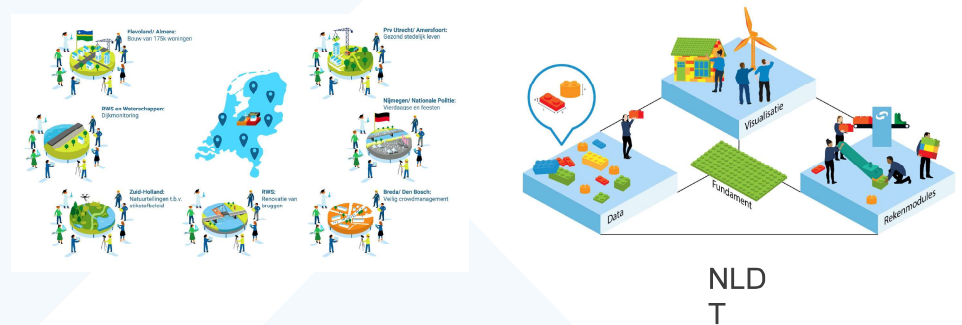 Flevoland/ Almere:
Bouw van 175k woningen
Prv Utrecht/ Amersfoort:
Gezond stedelijk leven
RWS en Waterschappen:
Dijkmonitoring
Nijmegen/ Nationale Politie:
Vierdaagse en feesten
Zuid-Holland:
Natuurtellingen t.b.v.
stikstofbeleid
RWS:
Renovatie van
bruggen
Breda/ Den Bosch:
Veilig crowdmanagement
Visualisatie
Fundament
Data
Rekenmodules
NLD
T